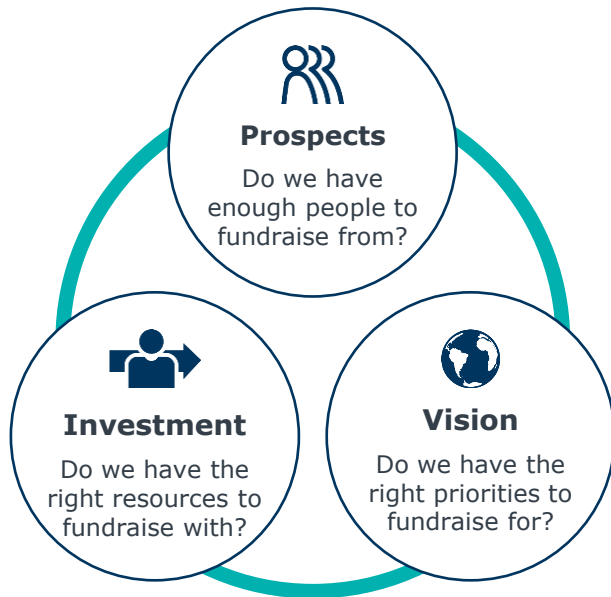 Prospects
Do we have
enough people to
fundraise from?
Investment
Do we have the
right resources to
fundraise with?
Vision
Do we have the
right priorities to
fundraise for?